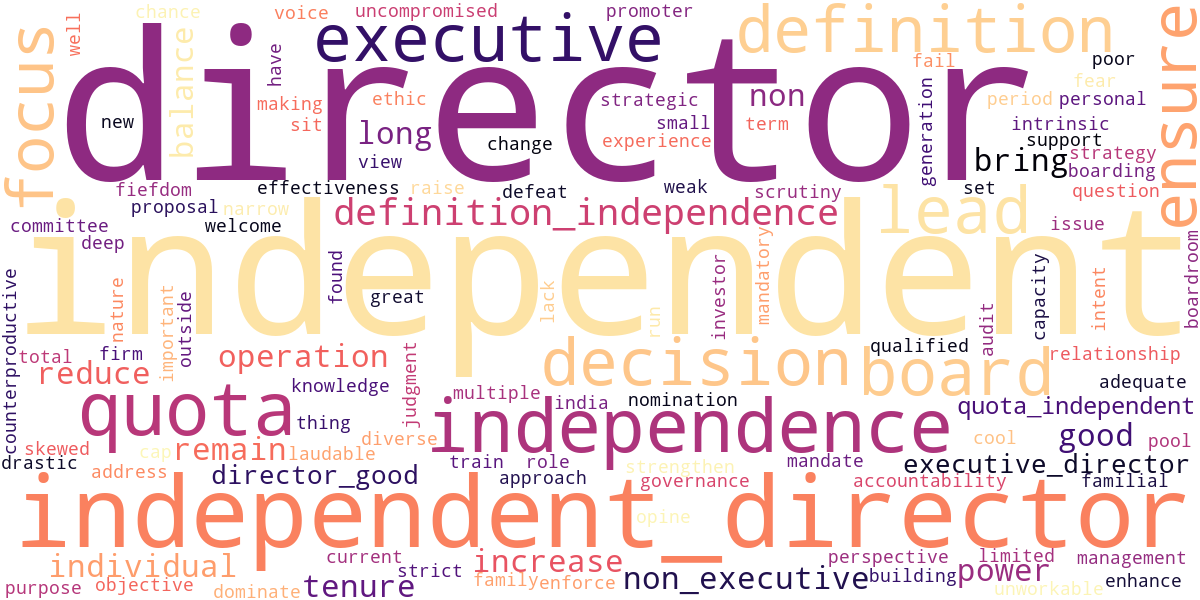 chance
voice
uncompromised
promoter
well
executive
definition
ensure
focus
balance
director
have
fail
poor
fear
making
ethic
strategic
non
generation
period
personal
new
sit
long
small
term
intrinsic
view
change
experience
support
bring
strategy
boarding
fiefdom
effectiveness
raise
defeat
weak
scrutiny
set
question
proposal
narrow
definition_independence
lead
committee
welcome
issue
deep
independent
boardroom
counterproductive
nature
important
outside
found
great
lack
run
investor
mandatory
audit
capacity
intent
total
firm
operation
judgment
decision
qualified
board
relationship
reduce
knowledge
multiple
india
nomination
adequate
quota
thing
independence
quota_independent
skewed
cap
remain
laudable
diverse
cool
good
pool
drastic
address
director_good
train
role
approach
strengthen
governance
mandate
executive_director
accountability
familial
independent_director
opine
individual
current
increase
perspective
limited
management
purpose
objective
dominate
tenure
strict
family
enforce
non_executive
building
power
unworkable
enhance